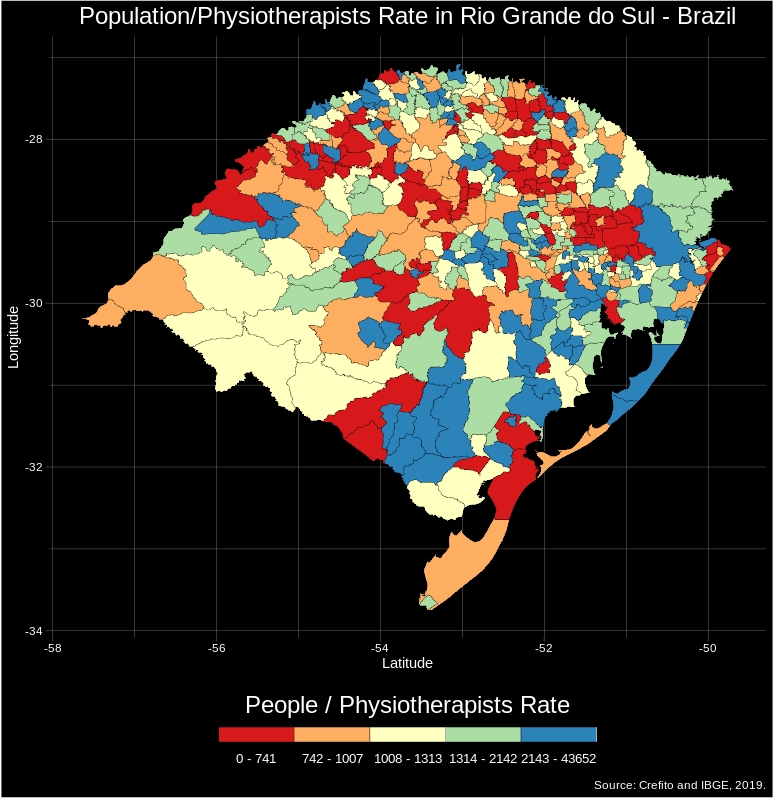 Population/Physiotherapists Rate in Rio Grande do Sul - Brazil
-28
-30
-32
-34
Longitude
-58 -56 -54 -52 -50
Latitude
People / Physiotherapists Rate
0 - 741 742 - 1007 1008 - 1313 1314 - 2142 2143 - 43652
Source: Crefito and IBGE, 2019.